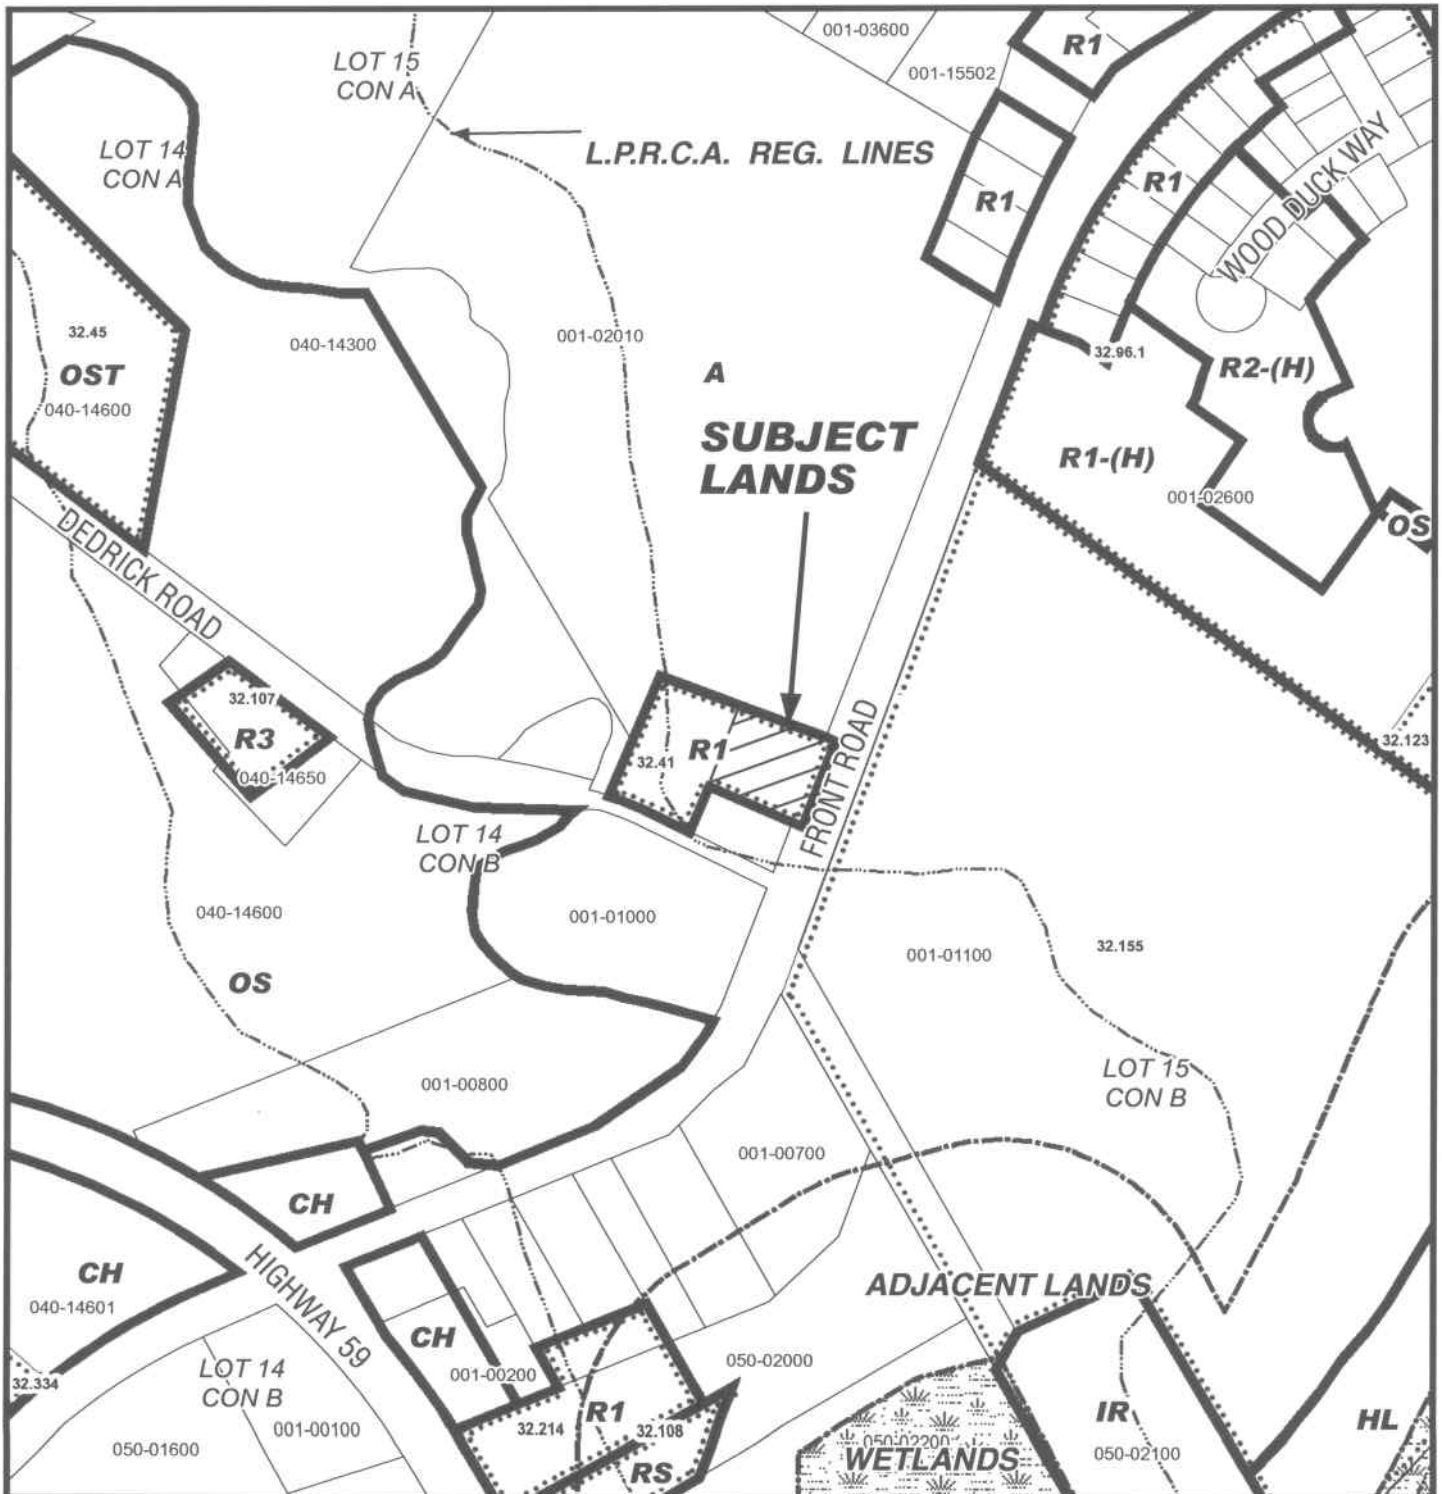 001-03600
R1
LOT 15
CON A
001-15502
LOT 14
CON A
L.P.R.C.A. REG. LINES
R1
R1
WOOD DUCK WAY
32.45
OST
040-14600
040-14300
001-02010
A
32.96.1
R2-(H)
SUBJECT
LANDS
R1-(H)
001-02600
OS
DEDRICK ROAD
32.107
R3
040-14650
32.41
R1
FRONT ROAD
32.123
LOT 14
CON B
040-14600
001-01000
32.155
001-01100
OS
001-00800
LOT 15
CON B
001-00700
CH
CH
040-14601
HIGHWAY 59
ADJACENT LANDS
CH
001-00200
050-02000
32.334
LOT 14
CON B
001-00100
050-01600
32.214
R1
32.108
RS
050-02200
WETLANDS
IR
050-02100
HL